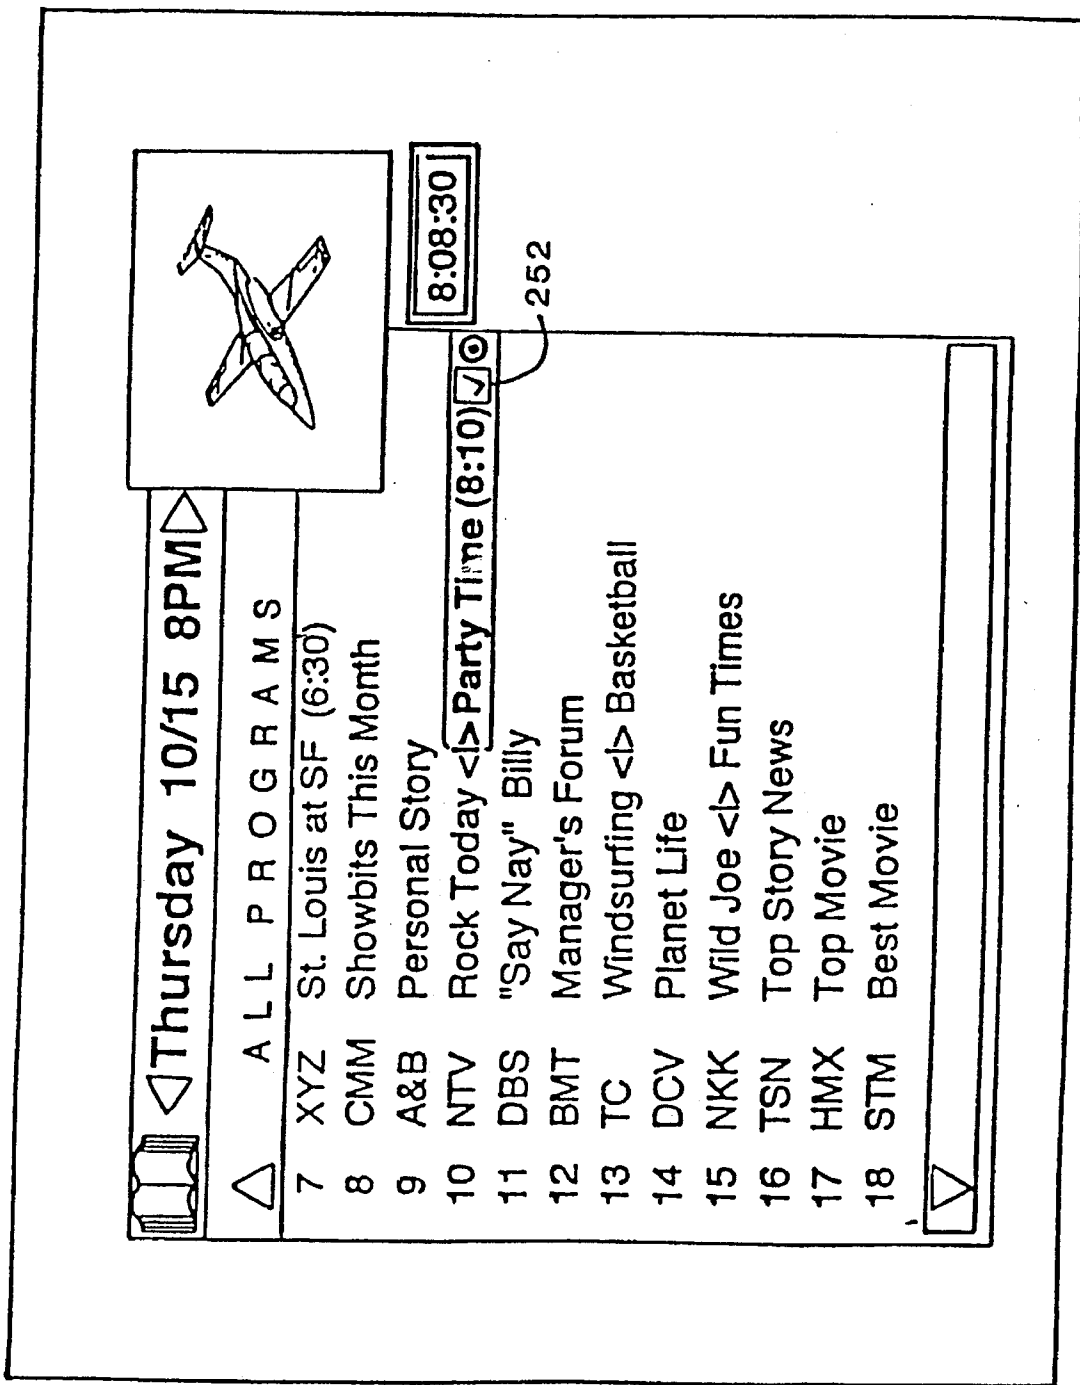 Thursday 10/15 8PM
ALL PROGRAMS
8:08:30
7 XYZ St. Louis at SF (6:30)
8 CMM Showbits This Month
9 A&B Personal Story
10 NTV Rock Today <I> Party Time (8:10)
252
11 DBS "Say Nay" Billy
12 BMT Manager's Forum
13 TC Windsurfing <I> Basketball
14 DCV Planet Life
15 NKK Wild Joe <I> Fun Times
16 TSN Top Story News
17 HMX Top Movie
18 STM Best Movie